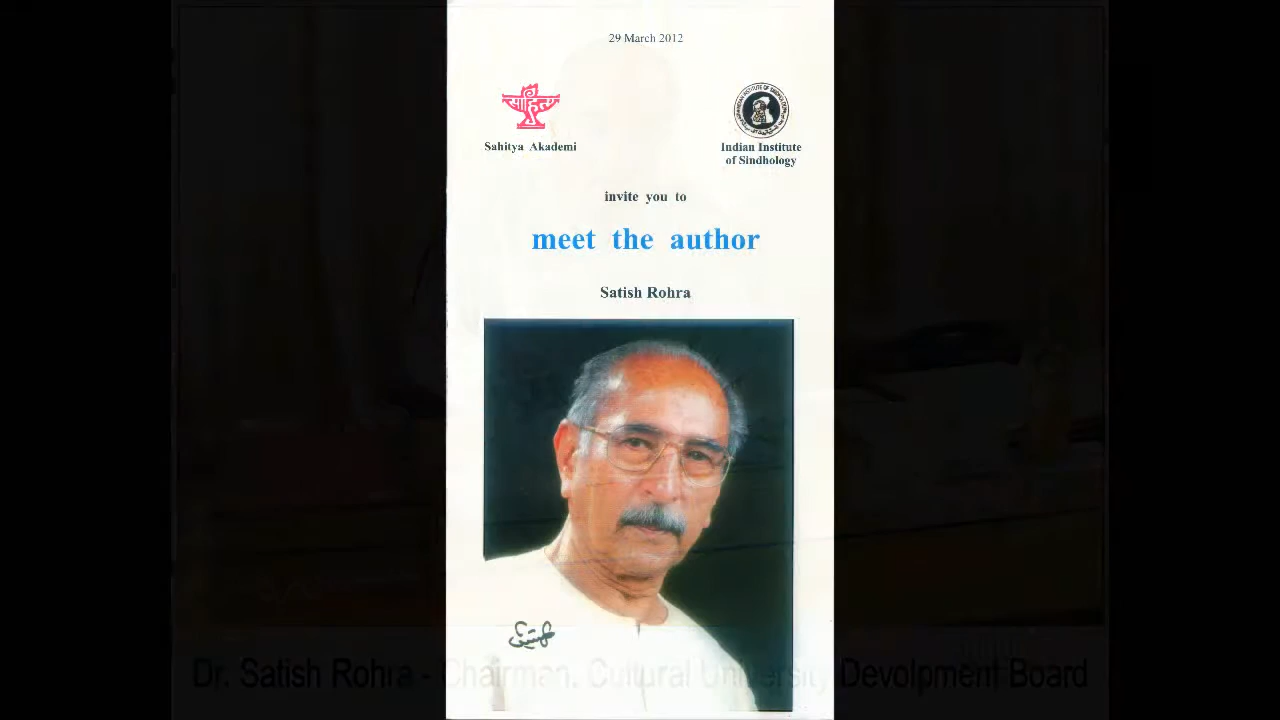 29 March 2012
साहित्य
Sahitya Akademi
Indian Institute
of Sindhology
invite you to
meet the author
Satish Rohra
Dr. Satish Rohra - Chairman, Cultural University Devolpment Board